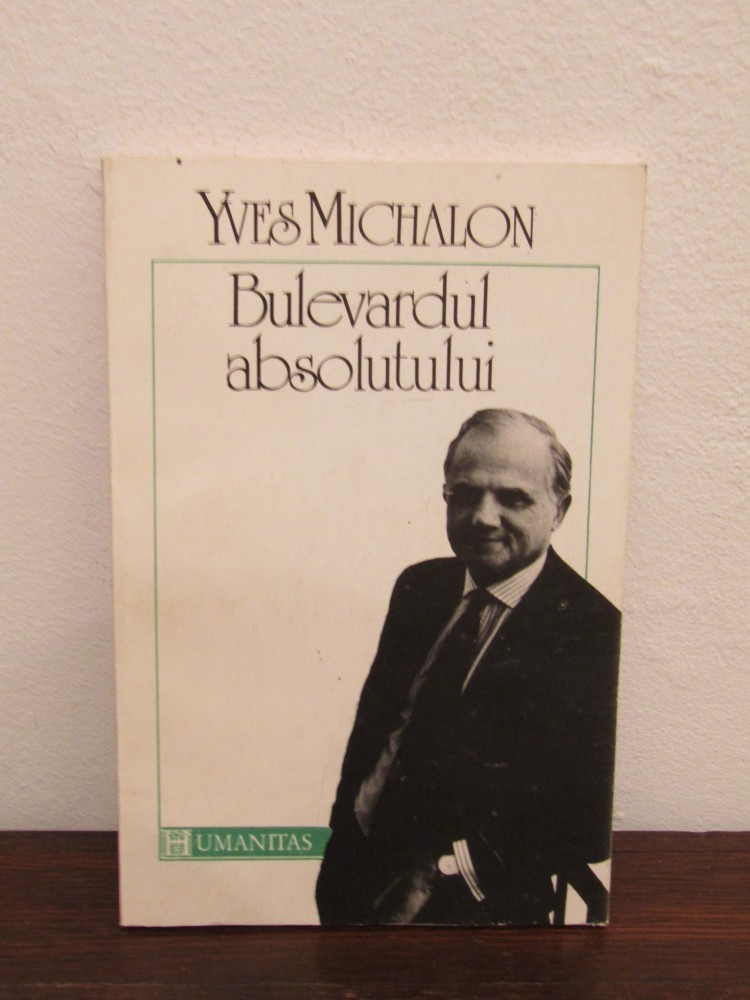 YVES MICHALON
Bulevardul
absolutului
HUMANITAS